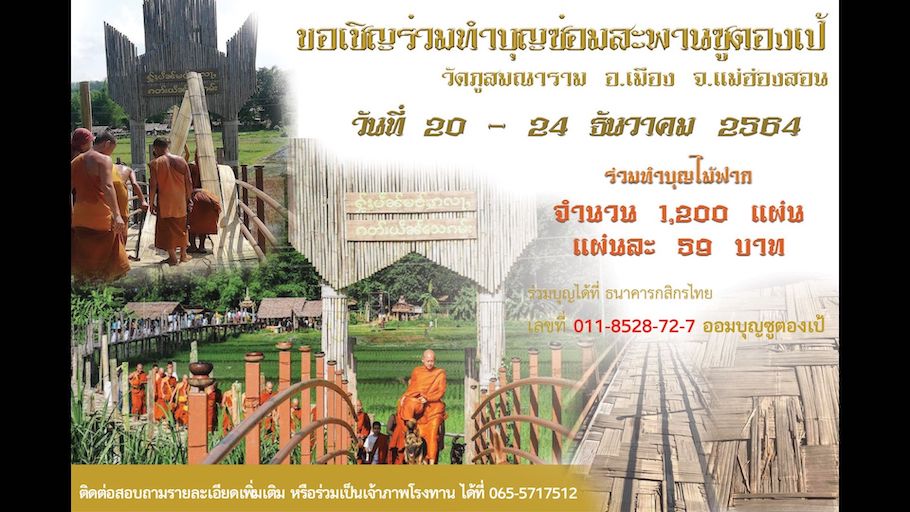 ขอเชิญร่วมทำบุญซ่อมสะพานซูตองเป้
วัดภูสมณาราม อ.เมือง จ.แม่ฮ่องสอน
วันที่ 20 - 24 ธันวาคม 2564
ร่วมทำบุญไม้ฟาก
จำนวน 1,200 แผ่น
แผ่นละ 59 บาท
ร่วมบุญได้ที่ ธนาคารกสิกรไทย
เลขที่ 011-8528-72-7 ออมบุญซูตองเป้
ติดต่อสอบถามรายละเอียดเพิ่มเติม หรือร่วมเป็นเจ้าภาพโรงทาน ได้ที่ 065-5717512